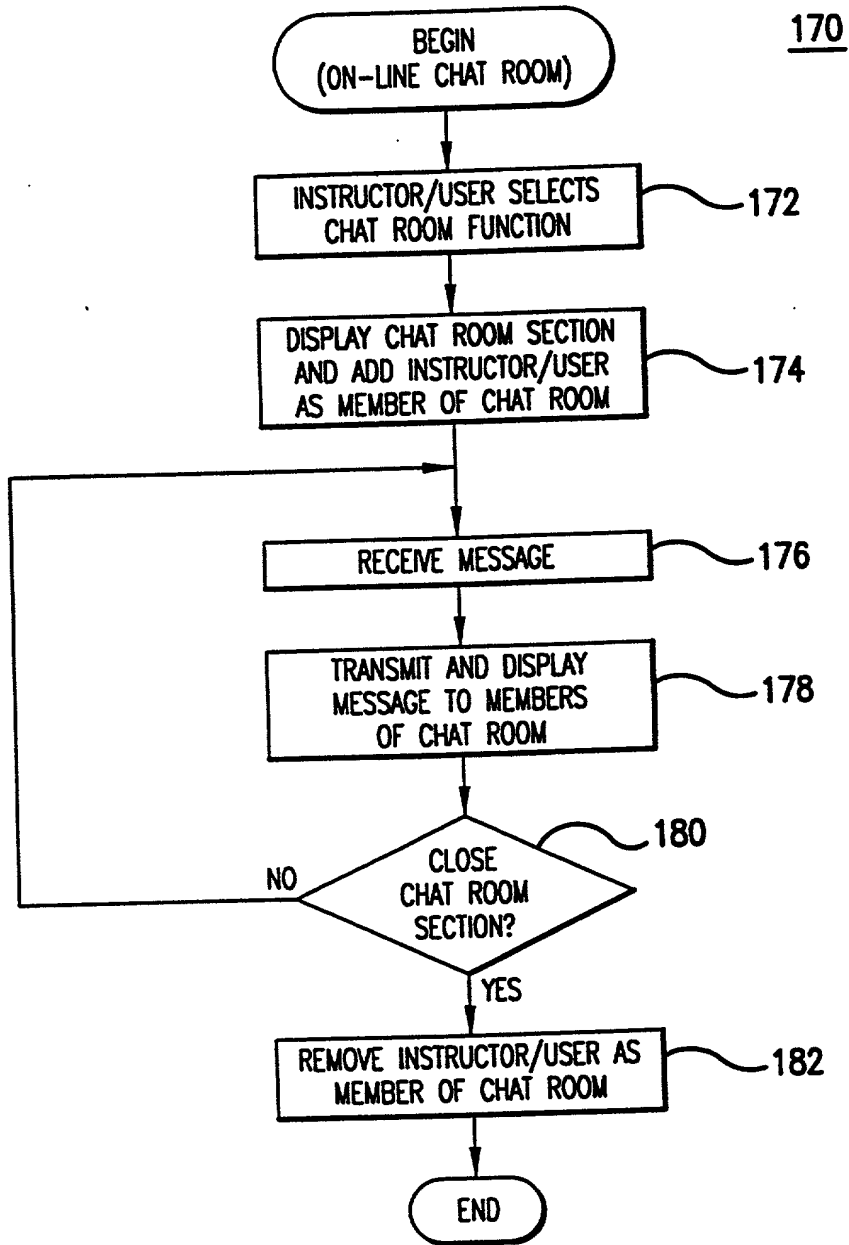 170
BEGIN
(ON-LINE CHAT ROOM)
INSTRUCTOR/USER SELECTS
CHAT ROOM FUNCTION
172
DISPLAY CHAT ROOM SECTION
AND ADD INSTRUCTOR/USER
AS MEMBER OF CHAT ROOM
174
RECEIVE MESSAGE
176
TRANSMIT AND DISPLAY
MESSAGE TO MEMBERS
OF CHAT ROOM
178
CLOSE
CHAT ROOM
SECTION?
180
NO
YES
REMOVE INSTRUCTOR/USER AS
MEMBER OF CHAT ROOM
182
END